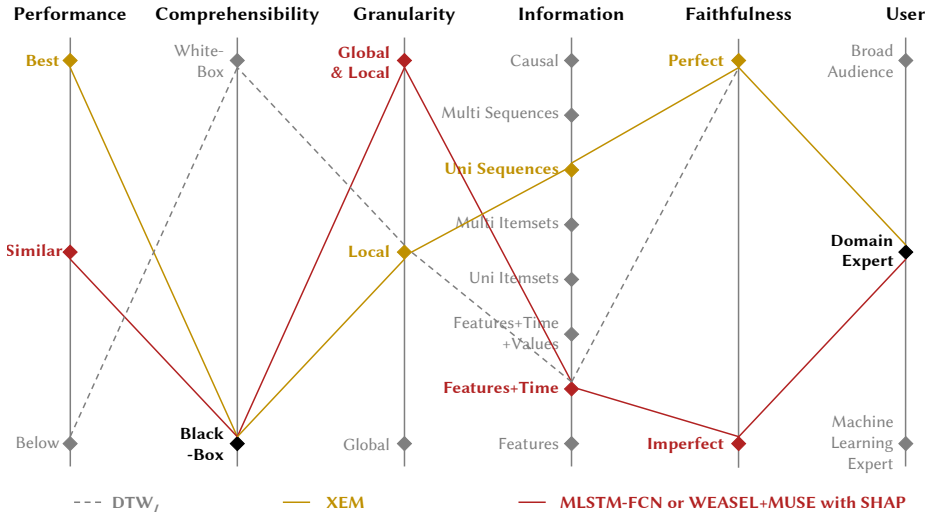 Performance Comprehensibility Granularity Information Faithfulness User
Best
Similar
Below
White-
Box
Black
-Box
Global
& Local
Local
Global
Causal
Multi Sequences
Uni Sequences
Multi Itemsets
Uni Itemsets
Features+Time
+Values
Features+Time
Features
Perfect
Imperfect
Broad
Audience
Domain
Expert
Machine
Learning
Expert
DTW_I XEM MLSTM-FCN or WEASEL+MUSE with SHAP